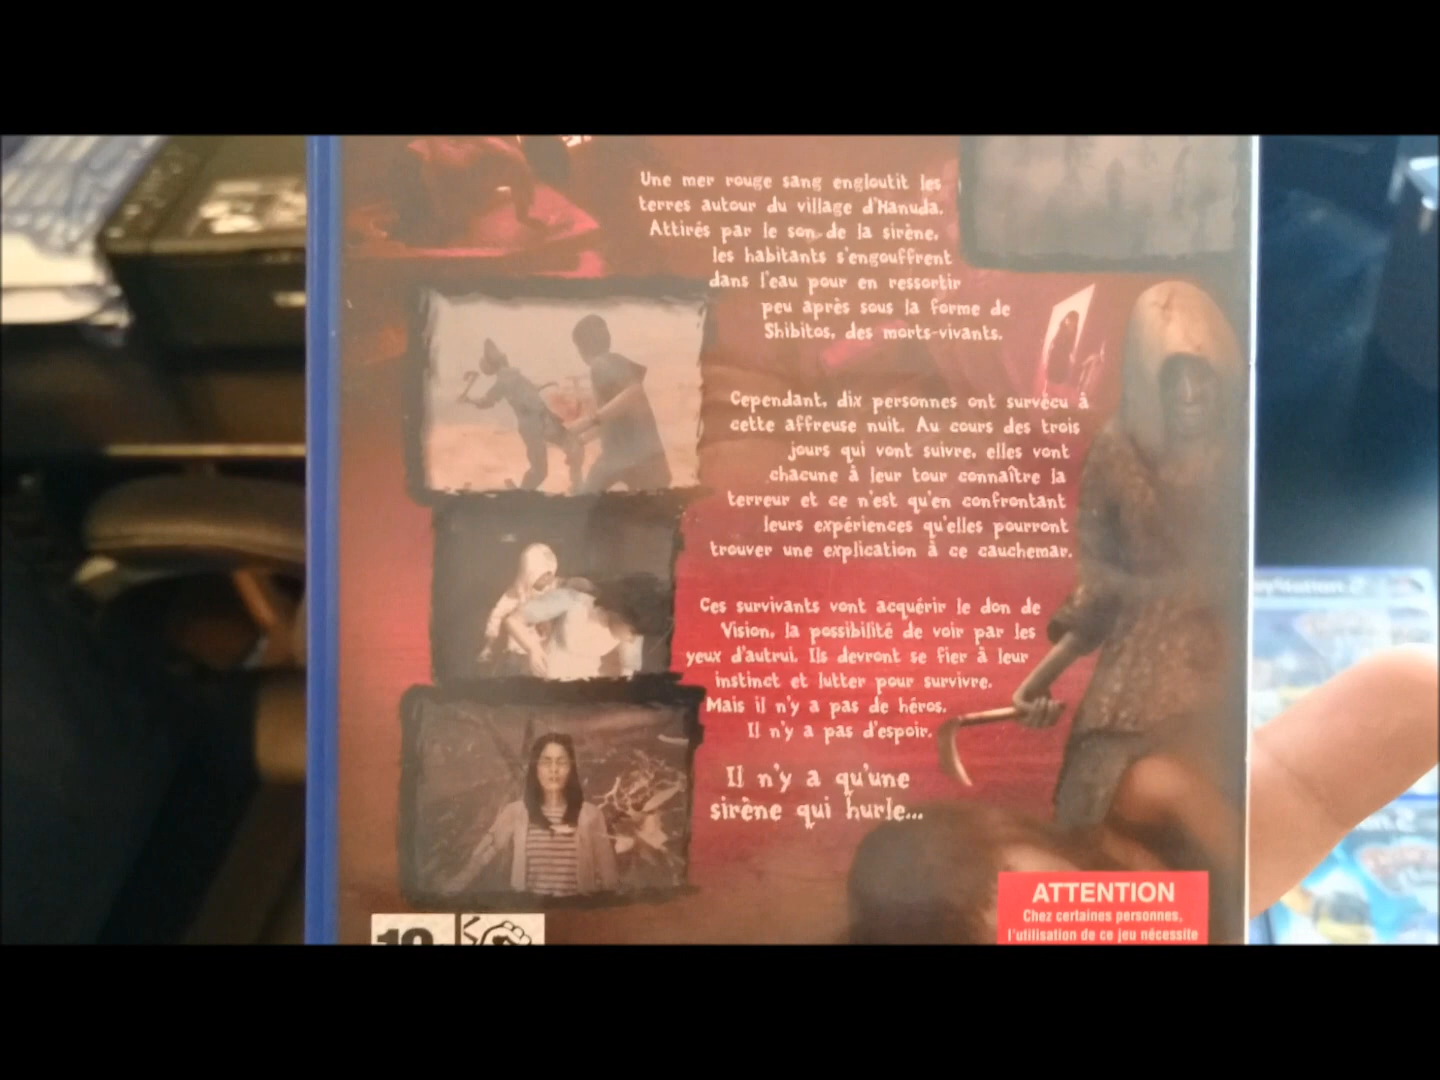 Une mer rouge sang engloutit les
terres autour du village d'Hanuda.
Attirés par le son de la sirène,
les habitants s'engouffrent
dans l'eau pour en ressortir
peu après sous la forme de
Shibitos, des morts-vivants.
Cependant, dix personnes ont survécu à
cette affreuse nuit. Au cours des trois
jours qui vont suivre, elles vont
chacune à leur tour connaître la
terreur et ce n'est qu'en confrontant
leurs expériences qu'elles pourront
trouver une explication à ce cauchemar.
Ces survivants vont acquérir le don de
Vision, la possibilité de voir par les
yeux d'autrui. Ils devront se fier à leur
instinct et lutter pour survivre.
Mais il n'y a pas de héros.
Il n'y a pas d'espoir.
Il n'y a qu'une
sirène qui hurle...
ATTENTION
Chez certaines personnes,
l'utilisation de ce jeu nécessite